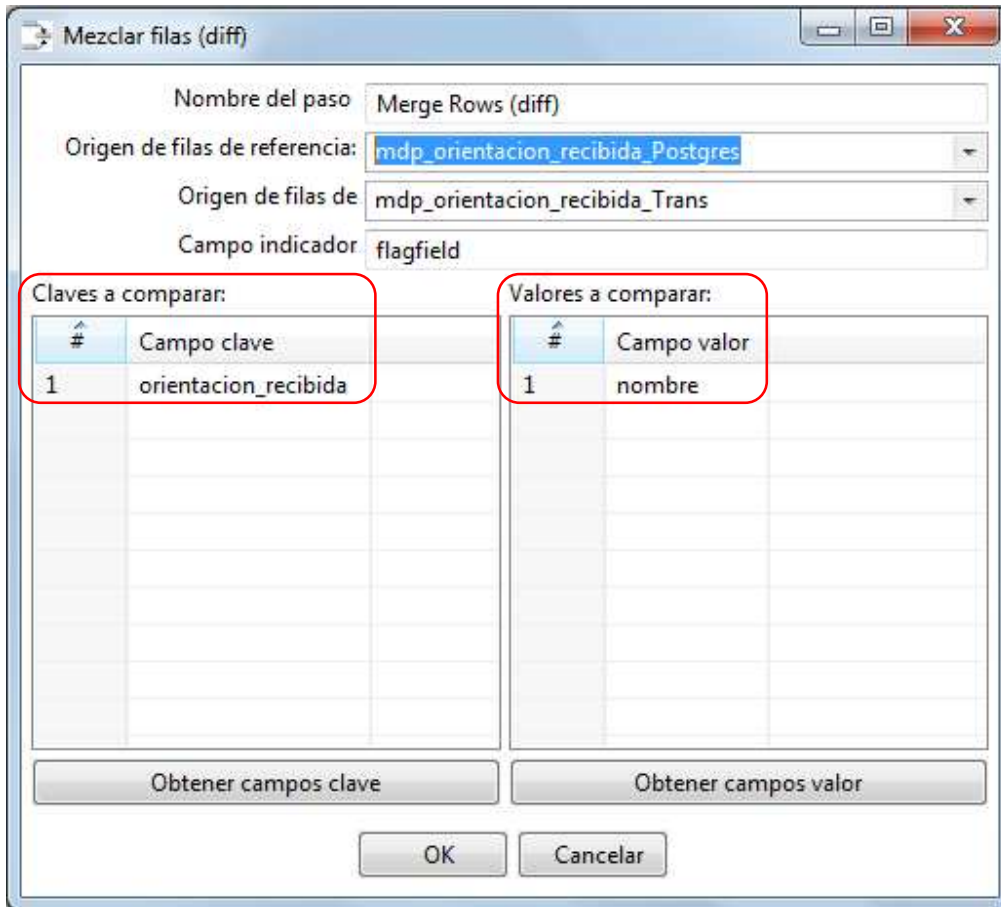 Mezclar filas (diff)
Nombre del paso Merge Rows (diff)
Origen de filas de referencia: mdp_orientacion_recibida_Postgres
Origen de filas de mdp_orientacion_recibida_Trans
Campo indicador flagfield
Claves a comparar: Valores a comparar:
# Campo clave # Campo valor
1 orientacion_recibida 1 nombre
Obtener campos clave Obtener campos valor
OK Cancelar